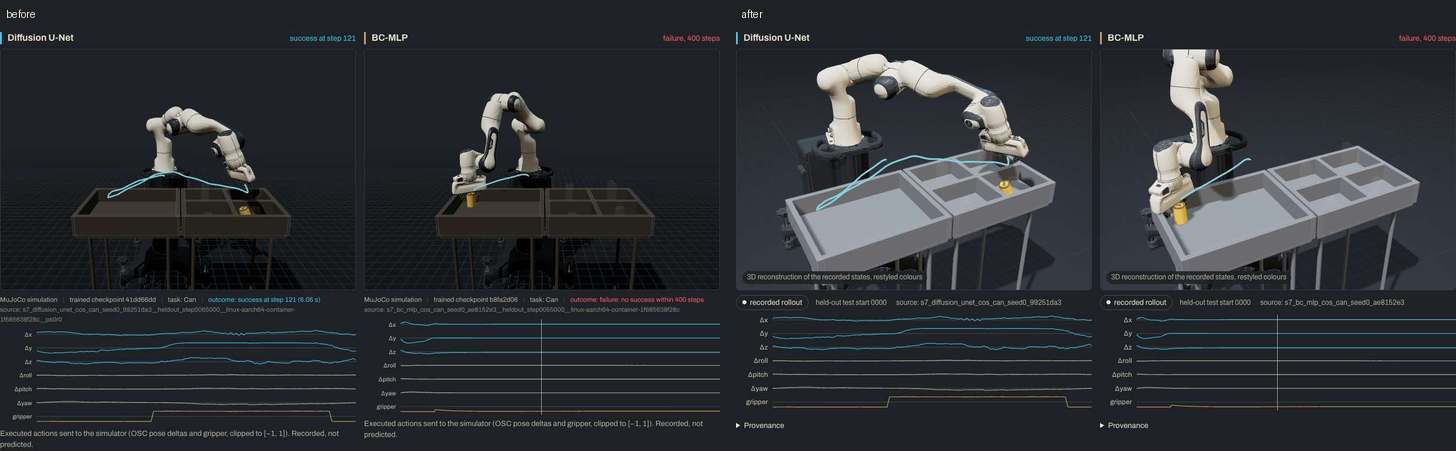 before
Diffusion U-Net
success at step 121
MuJoCo simulation
trained checkpoint 41dd66dd
task: Can
outcome: success at step 121 (6.05 s)
Δx
Δy
Δz
Δroll
Δpitch
Δyaw
gripper
Executed actions sent to the simulator (OSC pose deltas and gripper, clipped to [−1, 1]). Recorded, not
predicted.
BC-MLP
failure, 400 steps
MuJoCo simulation
trained checkpoint b8fa2d06
task: Can
outcome: failure: no success within 400 steps
Δx
Δy
Δz
Δroll
Δpitch
Δyaw
gripper
Executed actions sent to the simulator (OSC pose deltas and gripper, clipped to [−1, 1]). Recorded, not
predicted.
after
Diffusion U-Net
success at step 121
3D reconstruction of the recorded states, restyled colours
recorded rollout
held-out test start 0000
source: s7_diffusion_unet_cos_can_seed0_99251da3
Δx
Δy
Δz
Δroll
Δpitch
Δyaw
gripper
Provenance
BC-MLP
failure, 400 steps
3D reconstruction of the recorded states, restyled colours
recorded rollout
held-out test start 0000
source: s7_bc_mlp_cos_can_seed0_ae8152e3
Δx
Δy
Δz
Δroll
Δpitch
Δyaw
gripper
Provenance